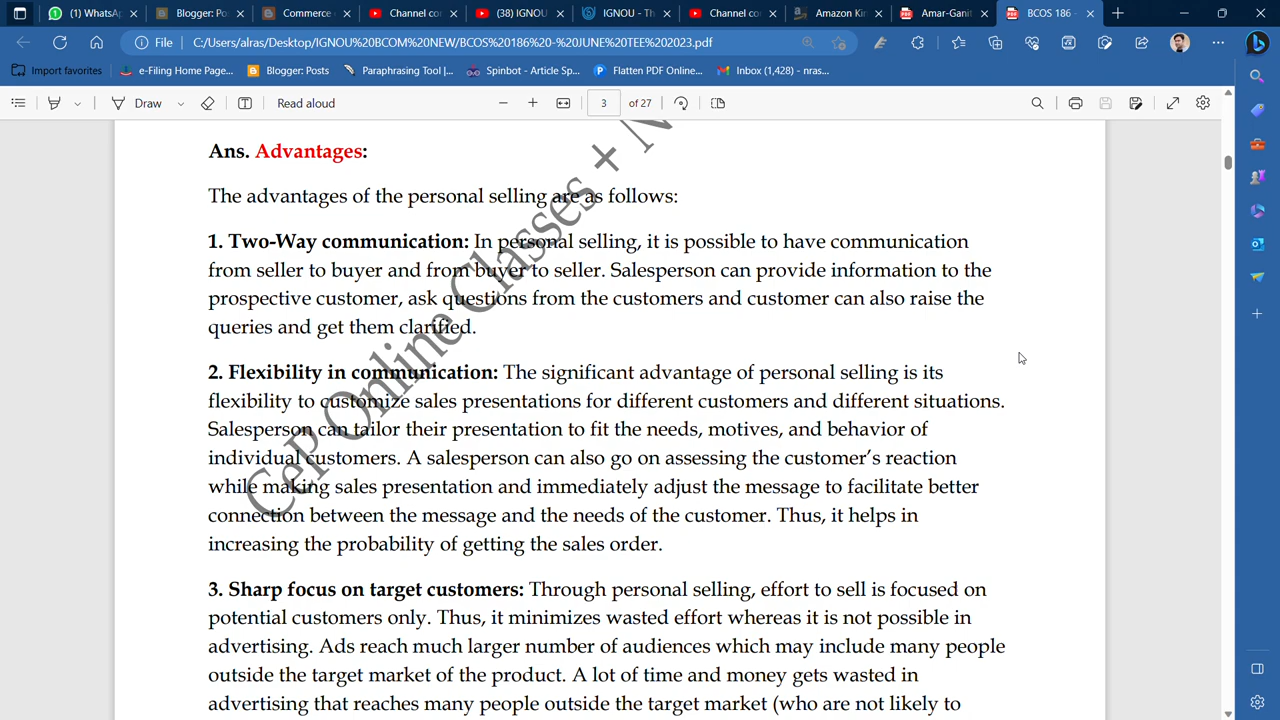 (1) WhatsA
Blogger: Po
Commerce
Channel co
(38) IGNOU
IGNOU - Th
Channel co
Amazon Ki
Amar-Ganit
BCOS 186 -
File
C:/Users/alras/Desktop/IGNOU%20BCOM%20NEW/BCOS%20186%20-%20JUNE%20TEE%202023.pdf
Import favorites
e-Filing Home Page...
Blogger: Posts
Paraphrasing Tool |...
Spinbot - Article Sp...
Flatten PDF Online...
Inbox (1,428) - nras...
Draw
Read aloud
3 of 27
Ans. Advantages:
The advantages of the personal selling are as follows:
1. Two-Way communication: In personal selling, it is possible to have communication
from seller to buyer and from buyer to seller. Salesperson can provide information to the
prospective customer, ask questions from the customers and customer can also raise the
queries and get them clarified.
2. Flexibility in communication: The significant advantage of personal selling is its
flexibility to customize sales presentations for different customers and different situations.
Salesperson can tailor their presentation to fit the needs, motives, and behavior of
individual customers. A salesperson can also go on assessing the customer's reaction
while making sales presentation and immediately adjust the message to facilitate better
connection between the message and the needs of the customer. Thus, it helps in
increasing the probability of getting the sales order.
3. Sharp focus on target customers: Through personal selling, effort to sell is focused on
potential customers only. Thus, it minimizes wasted effort whereas it is not possible in
advertising. Ads reach much larger number of audiences which may include many people
outside the target market of the product. A lot of time and money gets wasted in
advertising that reaches many people outside the target market (who are not likely to
CeP Online Classes + N